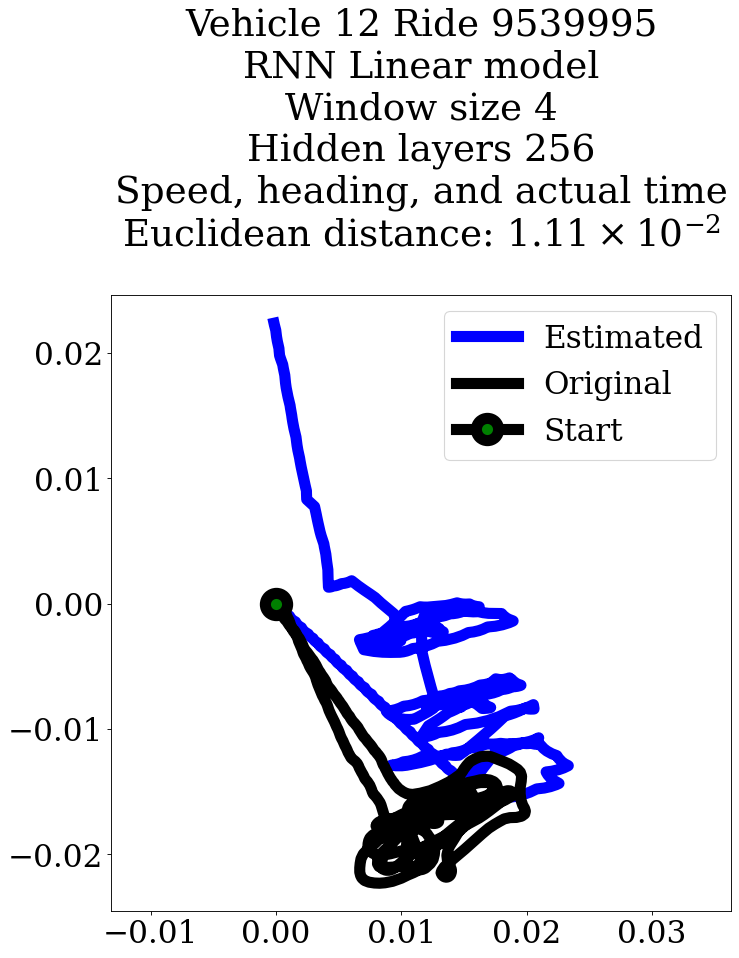 Vehicle 12 Ride 9539995
RNN Linear model
Window size 4
Hidden layers 256
Speed, heading, and actual time
Euclidean distance: 1.11 × 10⁻²
Estimated
Original
Start
0.02
0.01
0.00
−0.01
−0.02
−0.01
0.00
0.01
0.02
0.03